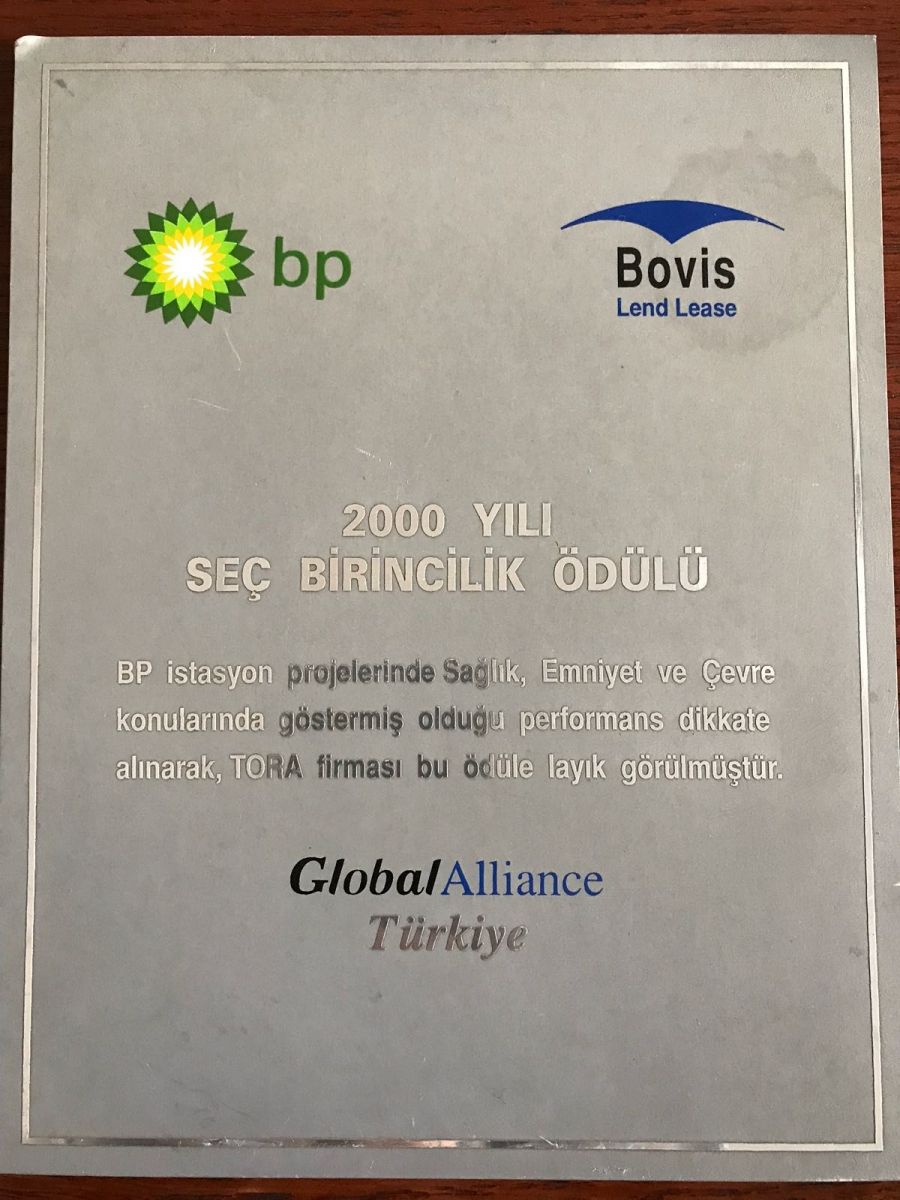 bp
Bovis
Lend Lease
2000 YILI
SEÇ BİRİNCİLİK ÖDÜLÜ
BP istasyon projelerinde Sağlık, Emniyet ve Çevre
konularında göstermiş olduğu performans dikkate
alınarak, TORA firması bu ödüle layık görülmüştür.
GlobalAlliance
Türkiye